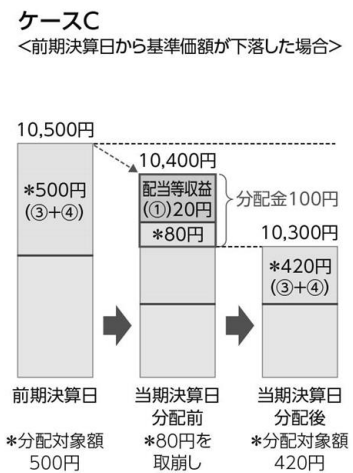 ケースC
<前期決算日から基準価額が下落した場合>
10,500円
10,400円
*500円
(③+④)
配当等収益
(①)20円
分配金100円
*80円
10,300円
*420円
(③+④)
前期決算日
当期決算日
分配前
当期決算日
分配後
*分配対象額
500円
*80円を
取崩し
*分配対象額
420円